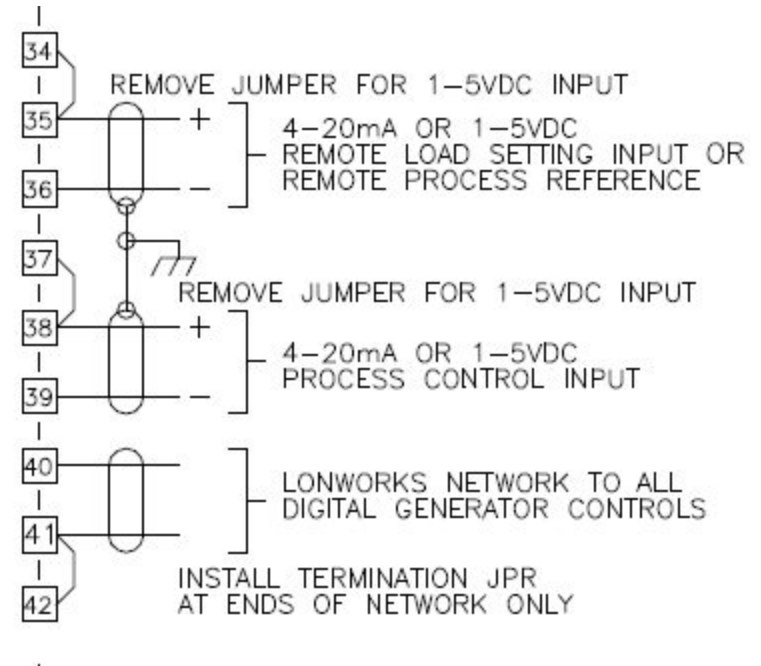 34
REMOVE JUMPER FOR 1-5VDC INPUT
35
+
4-20mA OR 1-5VDC
REMOTE LOAD SETTING INPUT OR
36
-
REMOTE PROCESS REFERENCE
37
REMOVE JUMPER FOR 1-5VDC INPUT
38
+
4-20mA OR 1-5VDC
PROCESS CONTROL INPUT
39
-
40
LONWORKS NETWORK TO ALL
DIGITAL GENERATOR CONTROLS
41
INSTALL TERMINATION JPR
42
AT ENDS OF NETWORK ONLY